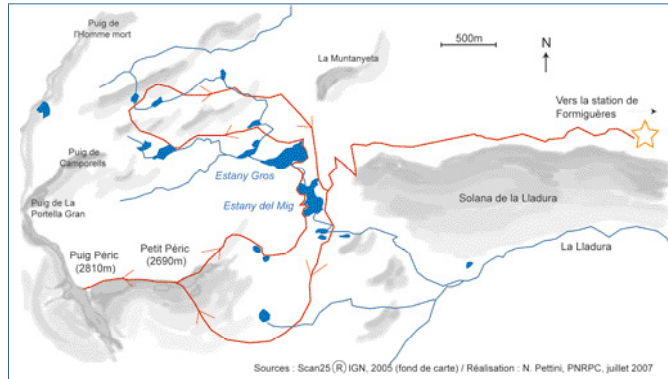 Puig de
l'Homme mort
La Muntanyeta
500m
N
Vers la station de
Formiguères
Puig de
Camporells
Estany Gros
Solana de la Lladura
Puig de La
Portella Gran
Estany del Mig
La Lladura
Puig Péric
(2810m)
Petit Péric
(2690m)
Sources : Scan25 ® IGN, 2005 (fond de carte) / Réalisation : N. Pettini, PNRPC, juillet 2007